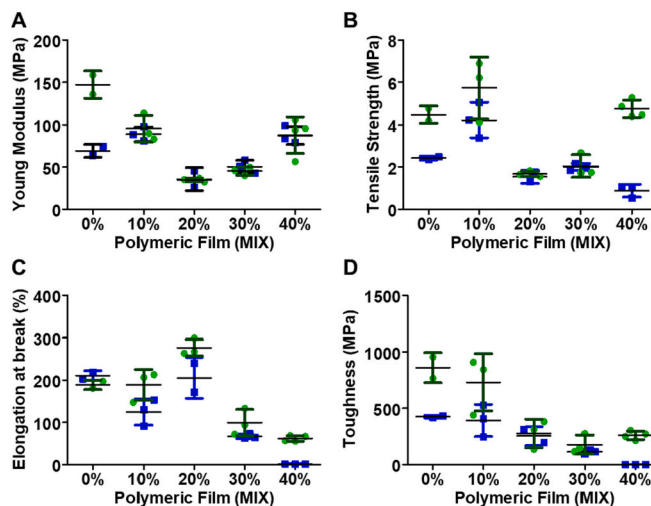 A
Young Modulus (MPa)
200
150
100
50
0
0% 10% 20% 30% 40%
Polymeric Film (MIX)
B
Tensile Strength (MPa)
8
6
4
2
0
0% 10% 20% 30% 40%
Polymeric Film (MIX)
C
Elongation at break (%)
400
300
200
100
0
0% 10% 20% 30% 40%
Polymeric Film (MIX)
D
Toughness (MPa)
1500
1000
500
0
0% 10% 20% 30% 40%
Polymeric Film (MIX)